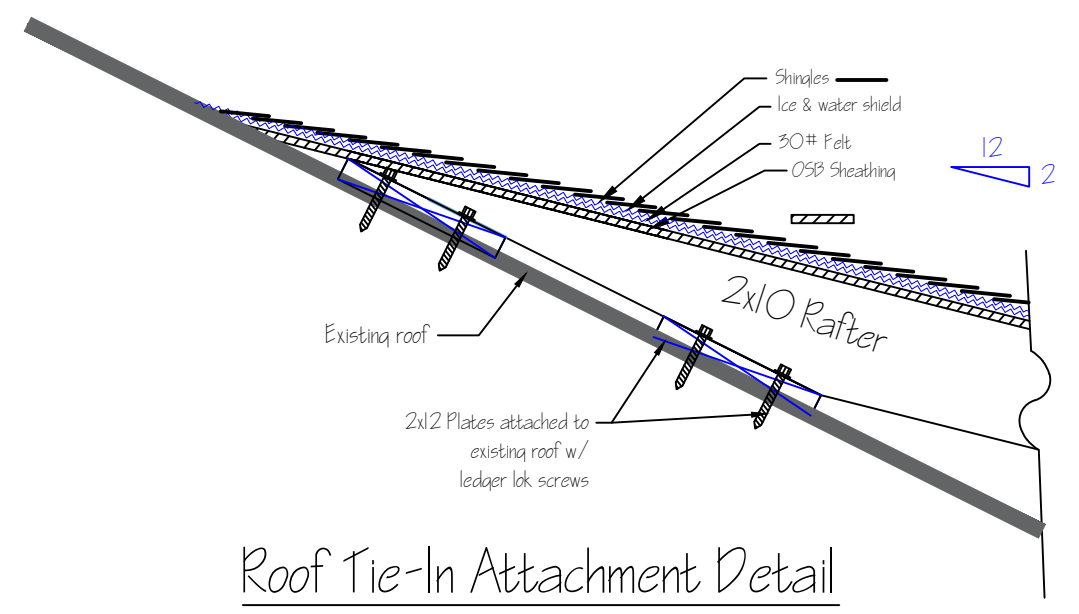 Shingles
Ice & water shield
30# Felt
OSB Sheathing
12
2
2x10 Rafter
Existing roof
2x12 Plates attached to
existing roof w/
ledger lok screws
Roof Tie-In Attachment Detail